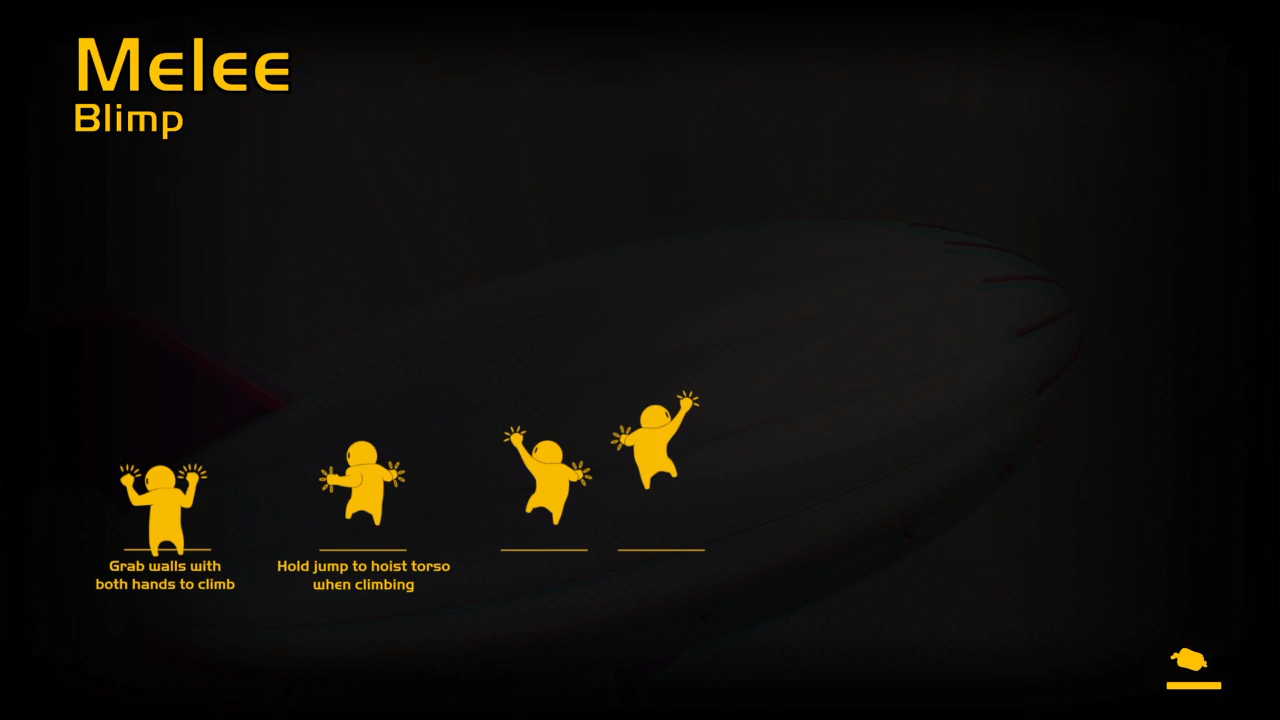 Melee
Blimp
Grab walls with
both hands to climb
Hold jump to hoist torso
when climbing